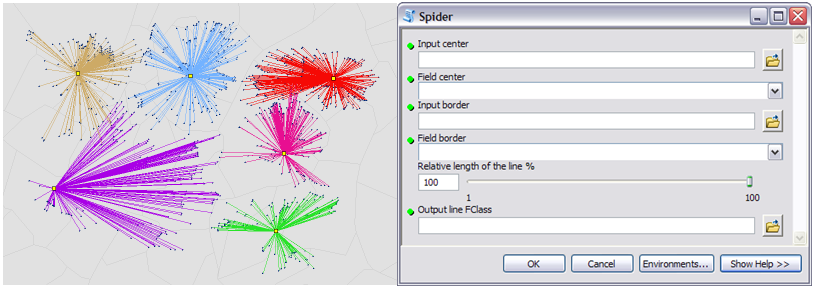 Spider
Input center
Field center
Input border
Field border
Relative length of the line %
100
1 100
Output line FClass
OK Cancel Environments... Show Help >>